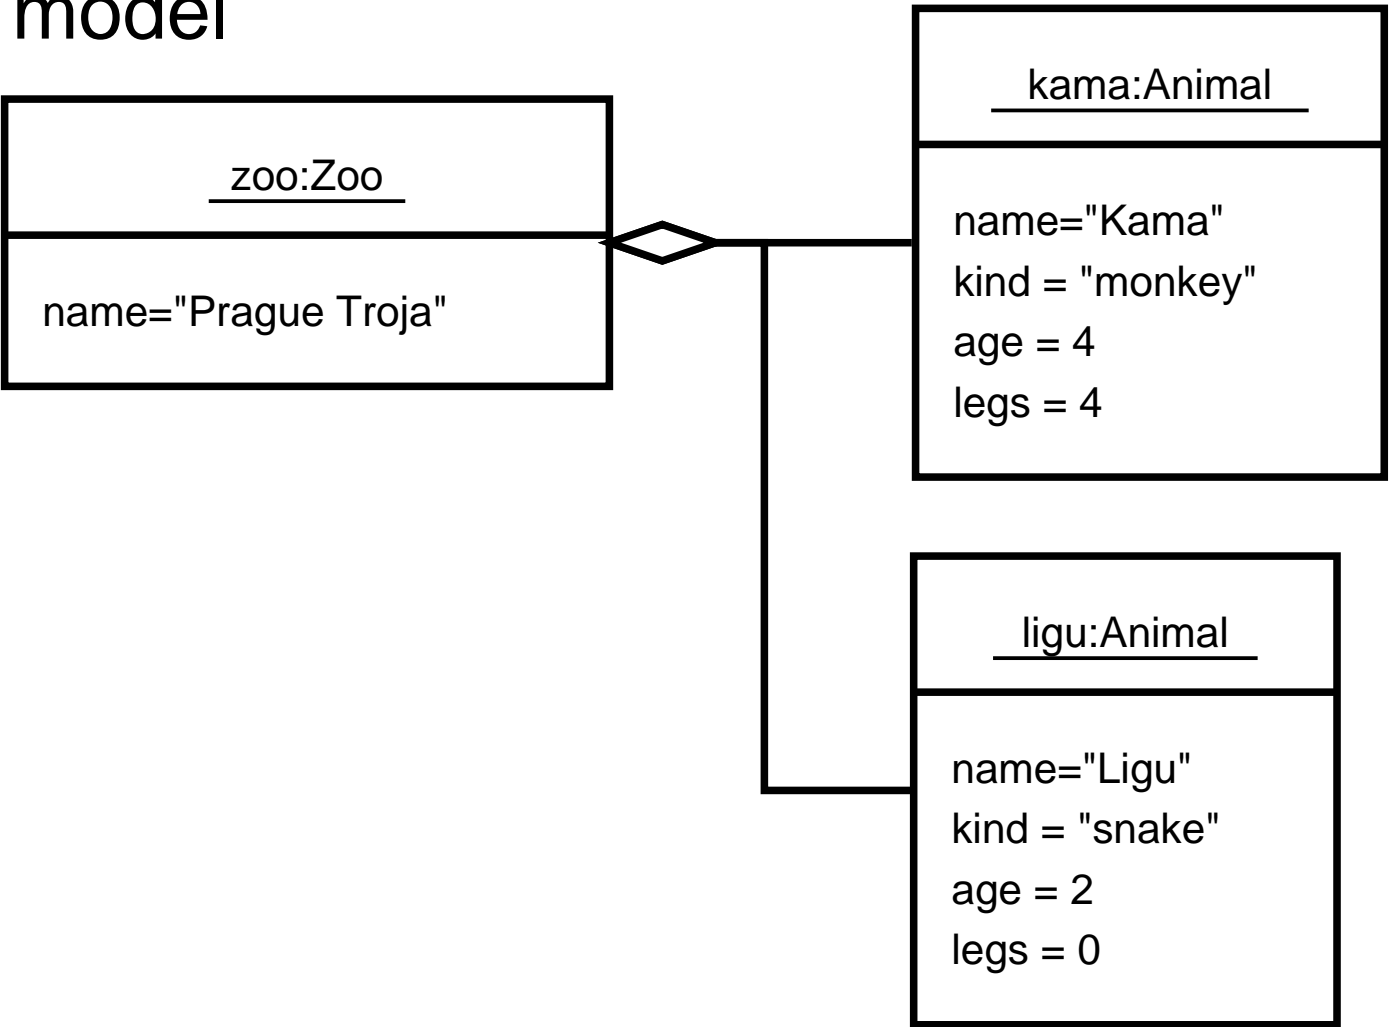 model
zoo:Zoo
name="Prague Troja"
kama:Animal
name="Kama"
kind = "monkey"
age = 4
legs = 4
ligu:Animal
name="Ligu"
kind = "snake"
age = 2
legs = 0